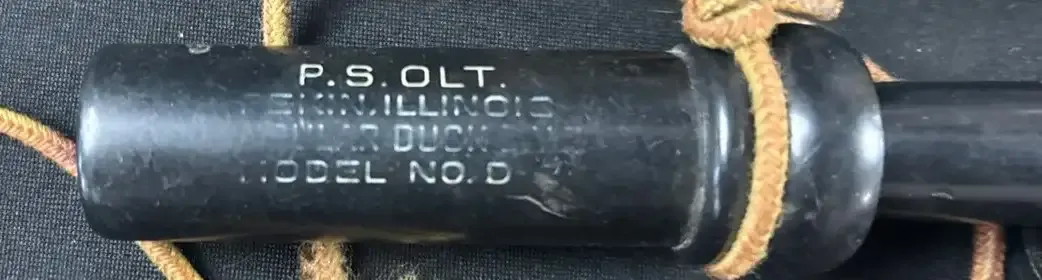 P.S. OLT.
PEKIN, ILLINOIS
DUCK
MODEL NO. D